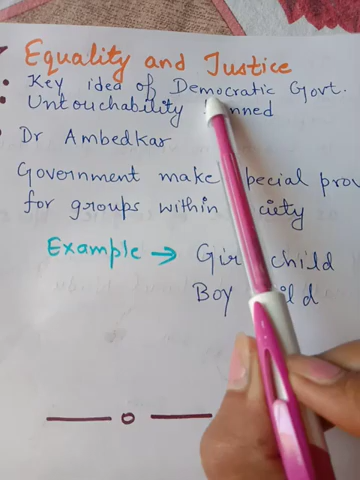 Equality and Justice
Key idea of Democratic Govt.
Untouchability
Dr Ambedkar
Government make
for groups within
Example → Girl child
Boy